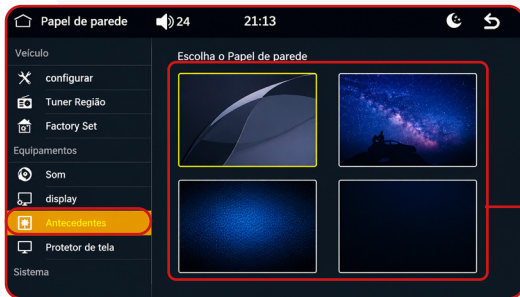 Papel de parede 24 21:13
Veículo
configurar
Tuner Região
Factory Set
Equipamentos
Som
display
Antecedentes
Protetor de tela
Sistema
Escolha o Papel de parede